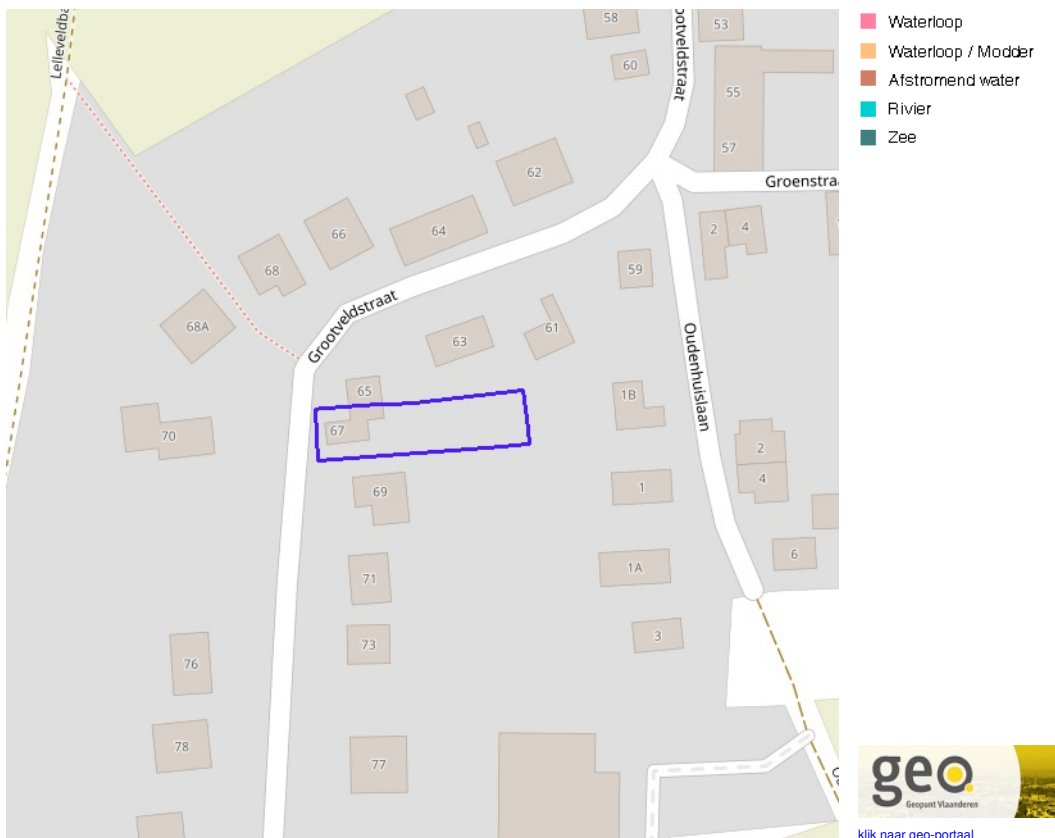 58
53
60
ootveldstraat
Lelleveldba
55
57
62
Groenstra
66
64
2
4
68
59
68A
Grootveldstraat
63
61
Oudenhuislaan
65
1B
67
70
2
69
1
4
6
71
1A
3
73
76
78
77
Waterloop
Waterloop / Modder
Afstromend water
Rivier
Zee
geo.
Geopunt Vlaanderen
klik naar geo-portaal